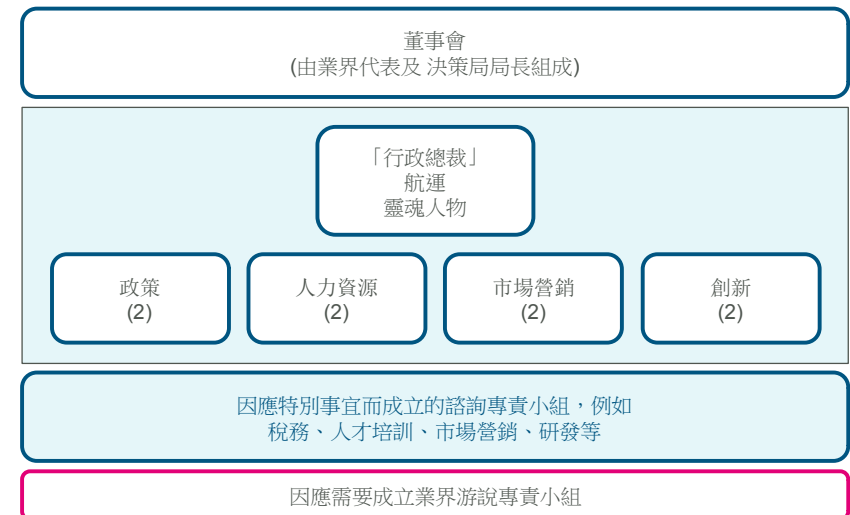 董事會
(由業界代表及 決策局局長組成)
「行政總裁」
航運
靈魂人物
政策
(2)
人力資源
(2)
市場營銷
(2)
創新
(2)
因應特別事宜而成立的諮詢專責小組，例如
稅務、人才培訓、市場營銷、研發等
因應需要成立業界游說專責小組